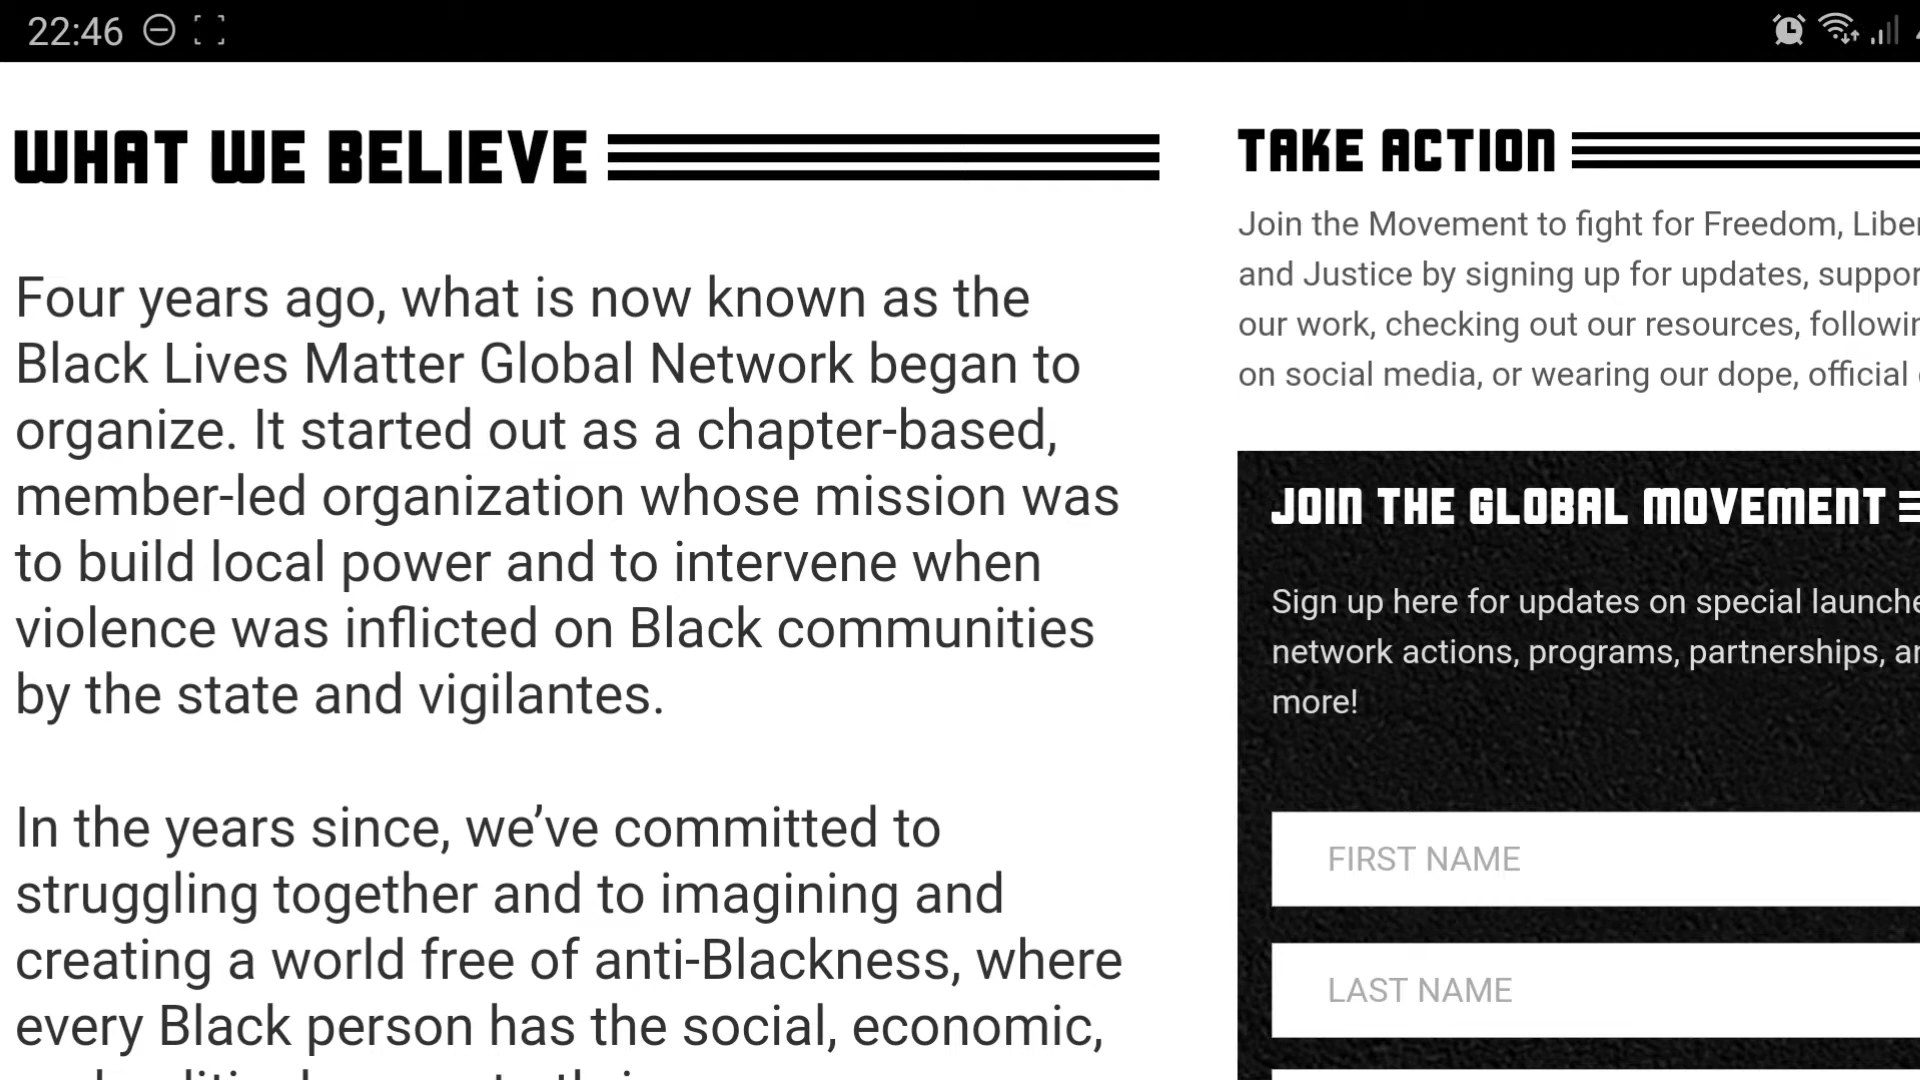 22:46
WHAT WE BELIEVE
Four years ago, what is now known as the
Black Lives Matter Global Network began to
organize. It started out as a chapter-based,
member-led organization whose mission was
to build local power and to intervene when
violence was inflicted on Black communities
by the state and vigilantes.
In the years since, we’ve committed to
struggling together and to imagining and
creating a world free of anti-Blackness, where
every Black person has the social, economic,
TAKE ACTION
Join the Movement to fight for Freedom,
and Justice by signing up for updates,
our work, checking out our resources,
on social media, or wearing our dope, official
JOIN THE GLOBAL MOVEMENT
Sign up here for updates on special
network actions, programs, partnerships,
more!
FIRST NAME
LAST NAME